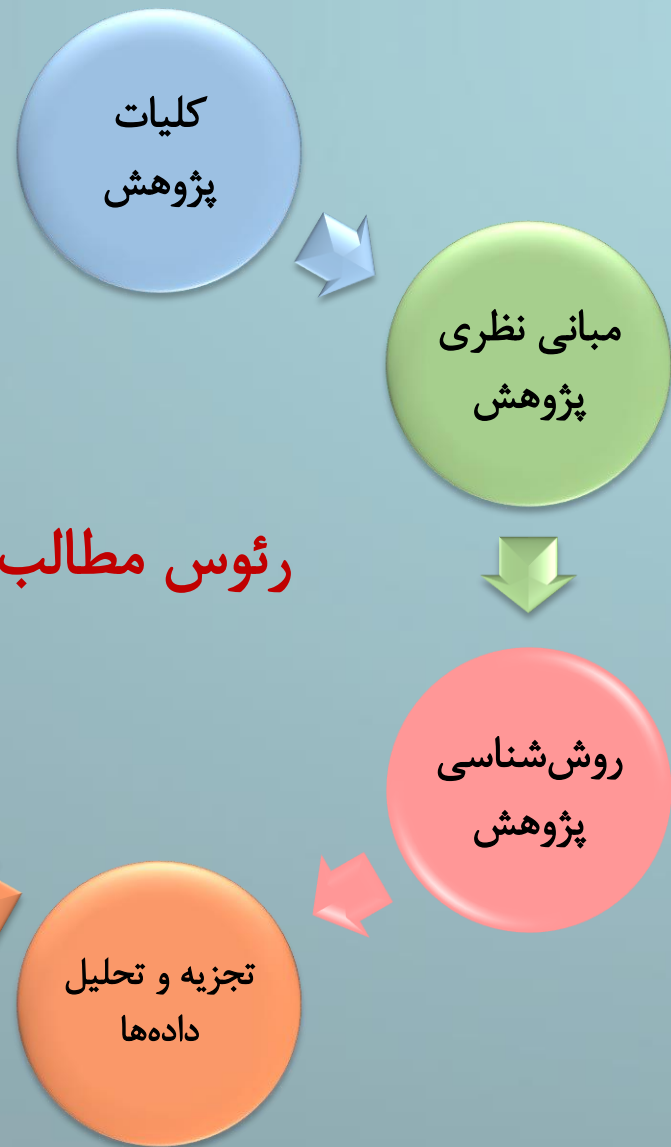 کلیات
پژوهش
مبانی نظری
پژوهش
رئوس مطالب
روش‌شناسی
پژوهش
تجزیه و تحلیل
داده‌ها